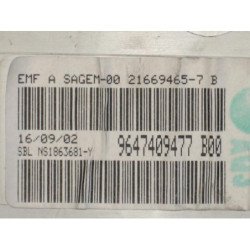 EMF A SAGEM-00 21669465-7 B
16/09/02
9647409477 B00
SBL NS1863681-Y